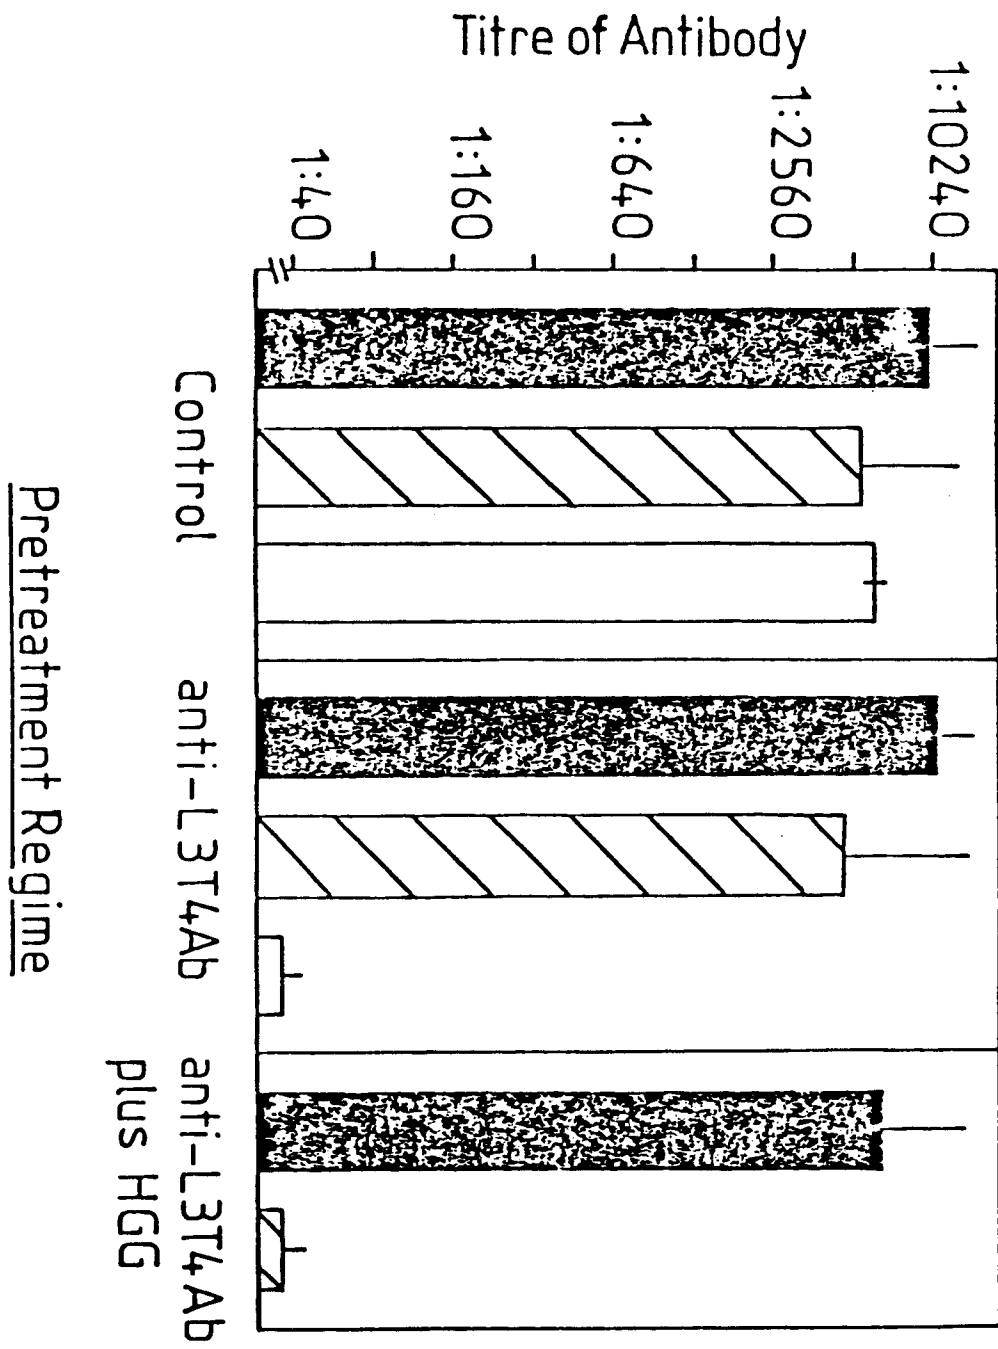 Titre of Antibody
1:10240
1:2560
1:640
1:160
1:40
Control
anti-L3T4Ab
anti-L3T4Ab
plus HGG
Pretreatment Regime